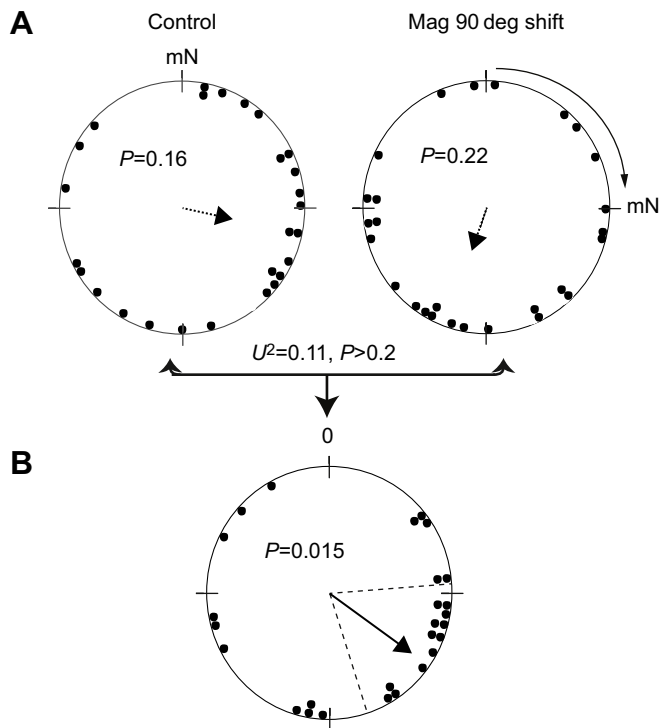 A
Control
Mag 90 deg shift
mN
P=0.16
P=0.22
mN
U²=0.11, P>0.2
B
0
P=0.015